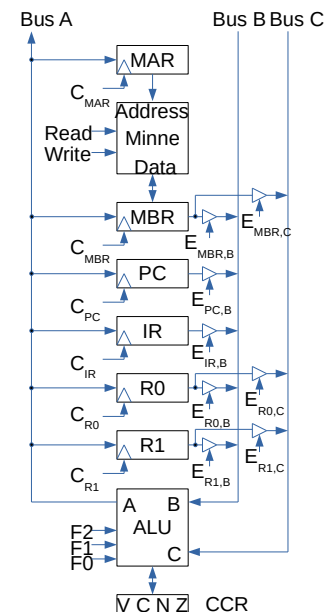 Bus A
Bus B Bus C
MAR
C_MAR
Address
Read
Minne
Write
Data
MBR
C_MBR
E_MBR,B
E_MBR,C
PC
C_PC
E_PC,B
IR
C_IR
E_IR,B
R0
C_R0
E_R0,B
E_R0,C
R1
C_R1
E_R1,B
E_R1,C
A
B
F2
ALU
F1
C
F0
V C N Z
CCR